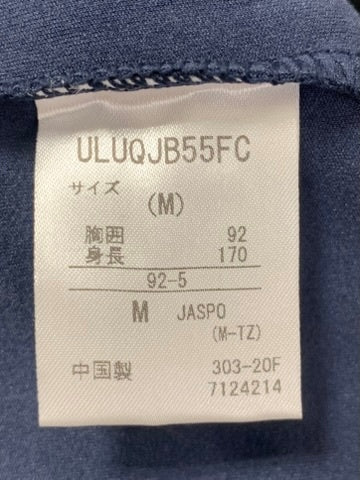 ULUQJB55FC
サイズ
(M)
胸囲 92
身長 170
92-5
M JASPO
(M-TZ)
中国製 303-20F
7124214